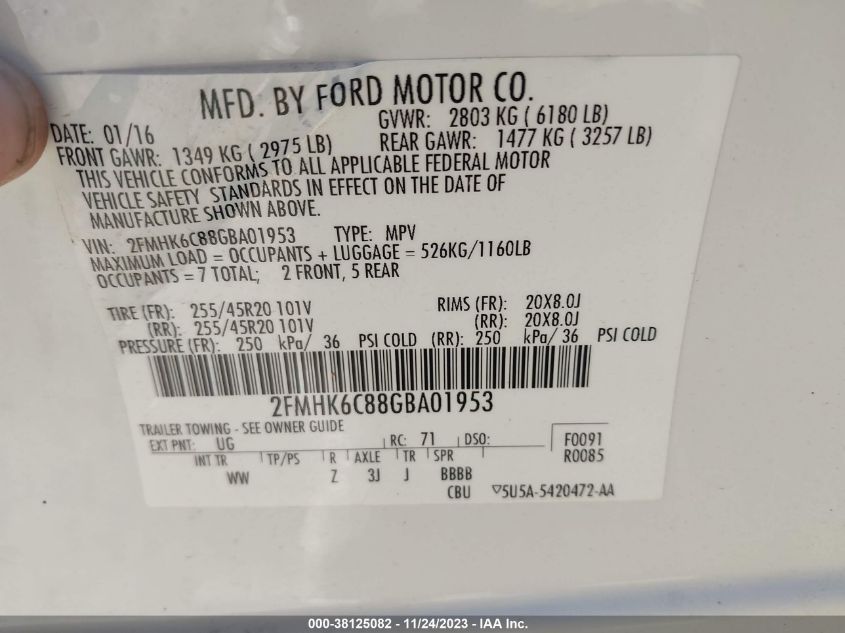 MFD. BY FORD MOTOR CO.
DATE: 01/16 GVWR: 2803 KG ( 6180 LB)
FRONT GAWR: 1349 KG ( 2975 LB) REAR GAWR: 1477 KG ( 3257 LB)
THIS VEHICLE CONFORMS TO ALL APPLICABLE FEDERAL MOTOR
VEHICLE SAFETY STANDARDS IN EFFECT ON THE DATE OF
MANUFACTURE SHOWN ABOVE.
VIN: 2FMHK6C88GBA01953 TYPE: MPV
MAXIMUM LOAD = OCCUPANTS + LUGGAGE = 526KG/1160LB
OCCUPANTS = 7 TOTAL; 2 FRONT, 5 REAR
TIRE (FR): 255/45R20 101V RIMS (FR): 20X8.0J
(RR): 255/45R20 101V (RR): 20X8.0J
PRESSURE (FR): 250 kPa/ 36 PSI COLD (RR): 250 kPa/ 36 PSI COLD
2FMHK6C88GBA01953
TRAILER TOWING - SEE OWNER GUIDE
EXT PNT: UG RC: 71 DSO: F0091
INT TR TP/PS R AXLE TR SPR R0085
WW Z 3J J BBBB
CBU ▽5U5A-5420472-AA
000-38125082 - 11/24/2023 - IAA Inc.